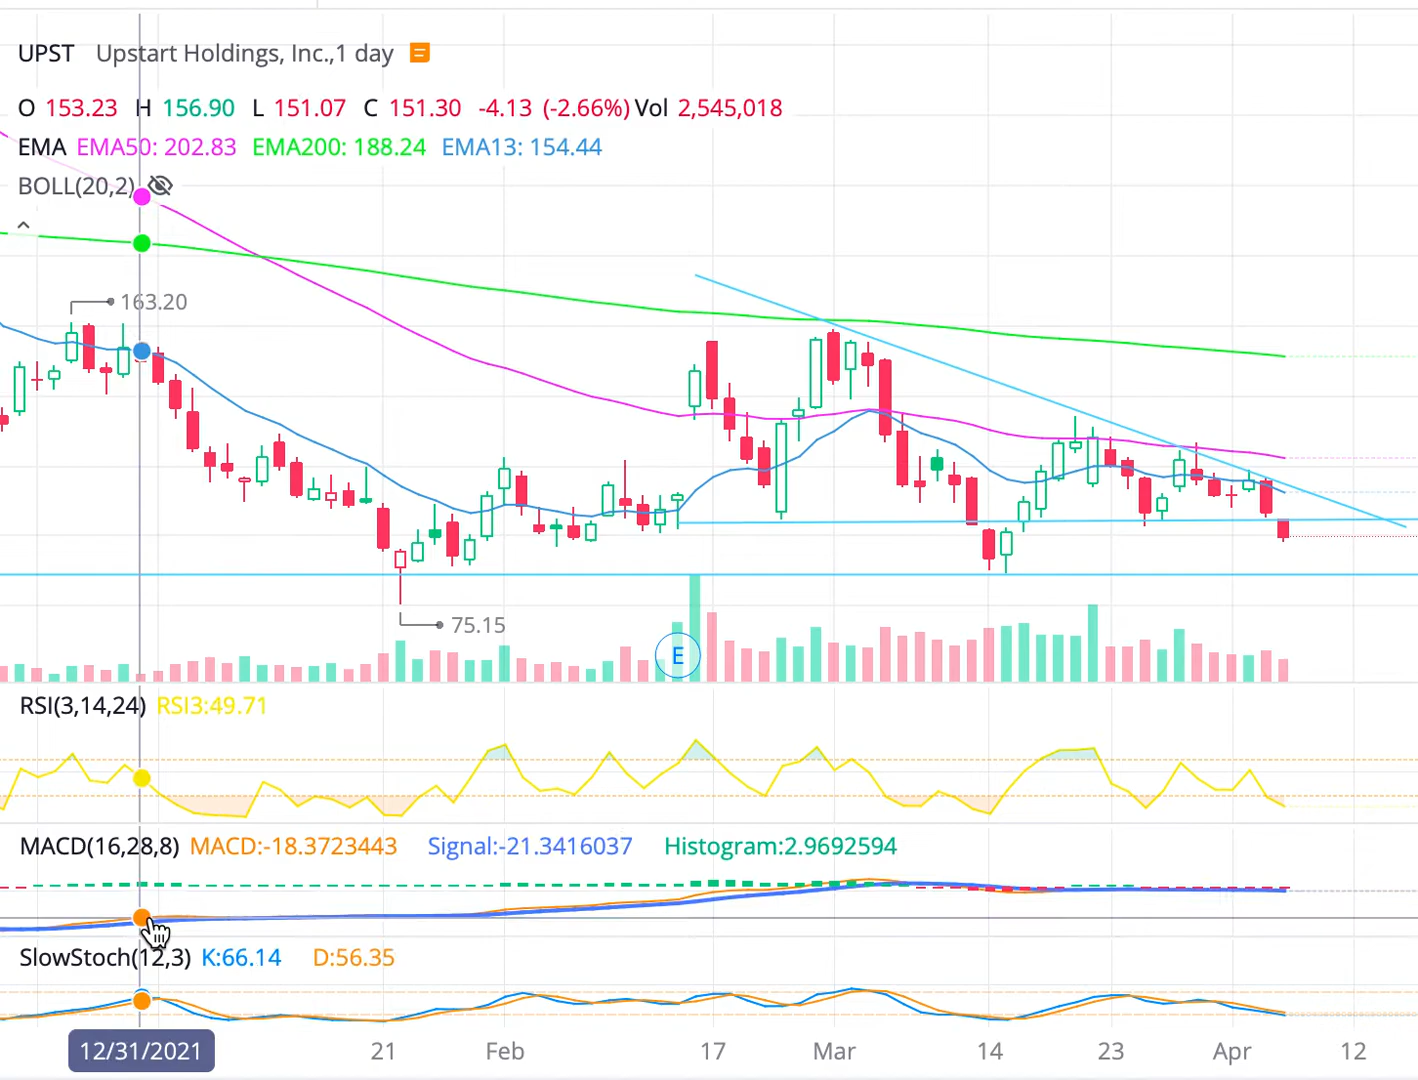 UPST Upstart Holdings, Inc.,1 day
O 153.23 H 156.90 L 151.07 C 151.30 -4.13 (-2.66%) Vol 2,545,018
EMA EMA50: 202.83 EMA200: 188.24 EMA13: 154.44
BOLL(20,2)
163.20
75.15
E
RSI(3,14,24) RSI3:49.71
MACD(16,28,8) MACD:-18.3723443 Signal:-21.3416037 Histogram:2.9692594
SlowStoch(12,3) K:66.14 D:56.35
12/31/2021 21 Feb 17 Mar 14 23 Apr 12